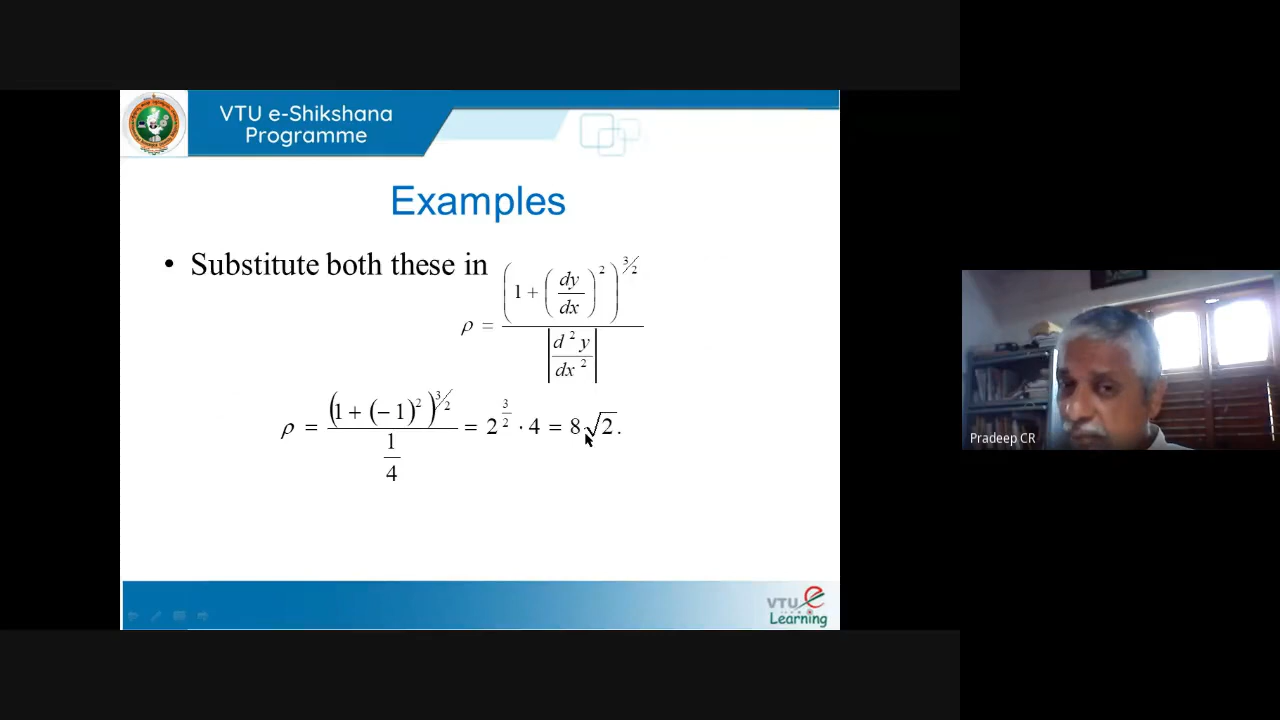 VTU e-Shikshana
Programme
Examples
• Substitute both these in
ρ = (1 + (dy/dx)²)^(3/2) / |d²y/dx²|
ρ = (1 + (−1)²)^(3/2) / (1/4) = 2^(3/2) · 4 = 8√2.
Pradeep CR
VTU e
Learning